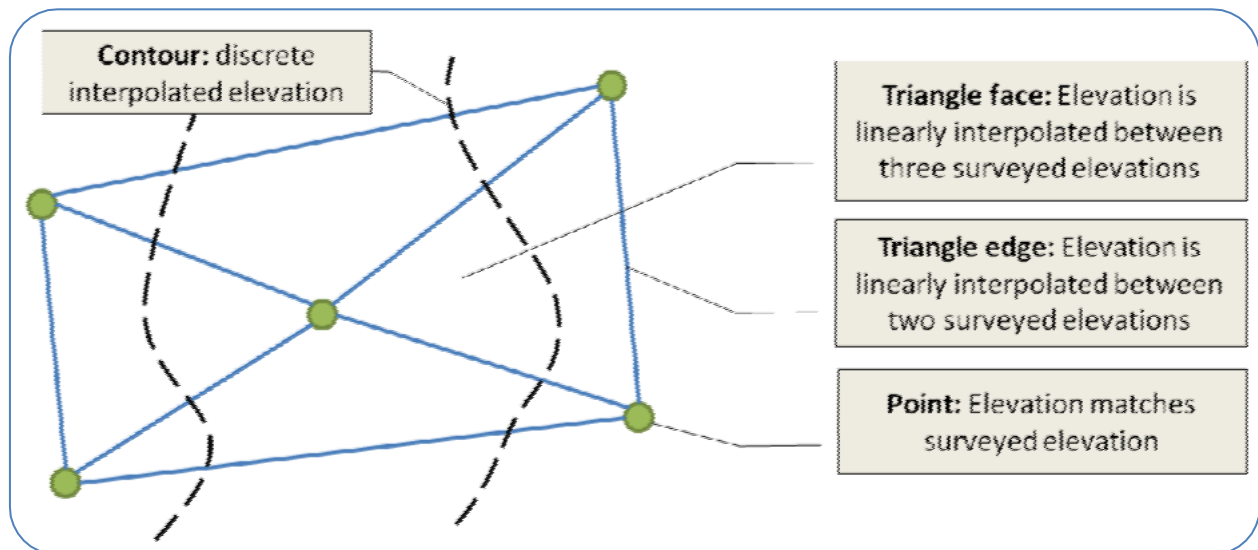 Contour: discrete
interpolated elevation
Triangle face: Elevation is
linearly interpolated between
three surveyed elevations
Triangle edge: Elevation is
linearly interpolated between
two surveyed elevations
Point: Elevation matches
surveyed elevation